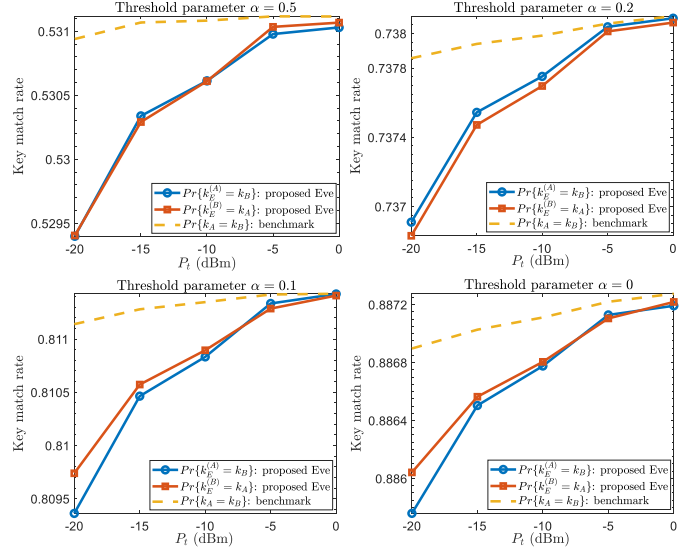 Threshold parameter α = 0.5
Key match rate
0.531
0.5305
0.53
0.5295
-20 -15 -10 -5 0
P_t (dBm)
Pr{k_E^(A) = k_B}: proposed Eve
Pr{k_E^(B) = k_A}: proposed Eve
Pr{k_A = k_B}: benchmark
Threshold parameter α = 0.2
Key match rate
0.738
0.7378
0.7374
0.737
-20 -15 -10 -5 0
P_t (dBm)
Pr{k_E^(A) = k_B}: proposed Eve
Pr{k_E^(B) = k_A}: proposed Eve
Pr{k_A = k_B}: benchmark
Threshold parameter α = 0.1
Key match rate
0.811
0.8105
0.81
0.8095
-20 -15 -10 -5 0
P_t (dBm)
Pr{k_E^(A) = k_B}: proposed Eve
Pr{k_E^(B) = k_A}: proposed Eve
Pr{k_A = k_B}: benchmark
Threshold parameter α = 0
Key match rate
0.8872
0.8868
0.8864
0.886
-20 -15 -10 -5 0
P_t (dBm)
Pr{k_E^(A) = k_B}: proposed Eve
Pr{k_E^(B) = k_A}: proposed Eve
Pr{k_A = k_B}: benchmark